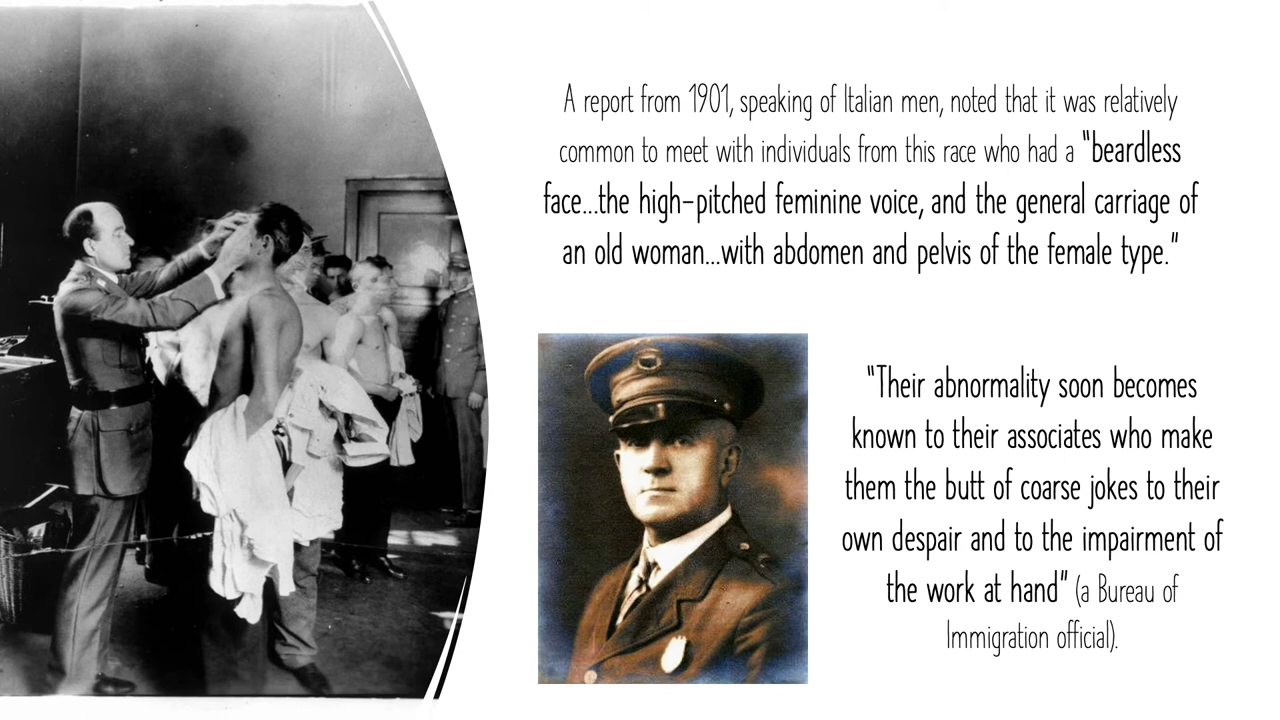 A report from 1901, speaking of Italian men, noted that it was relatively
common to meet with individuals from this race who had a "beardless
face...the high-pitched feminine voice, and the general carriage of
an old woman...with abdomen and pelvis of the female type."
"Their abnormality soon becomes
known to their associates who make
them the butt of coarse jokes to their
own despair and to the impairment of
the work at hand" (a Bureau of
Immigration official).